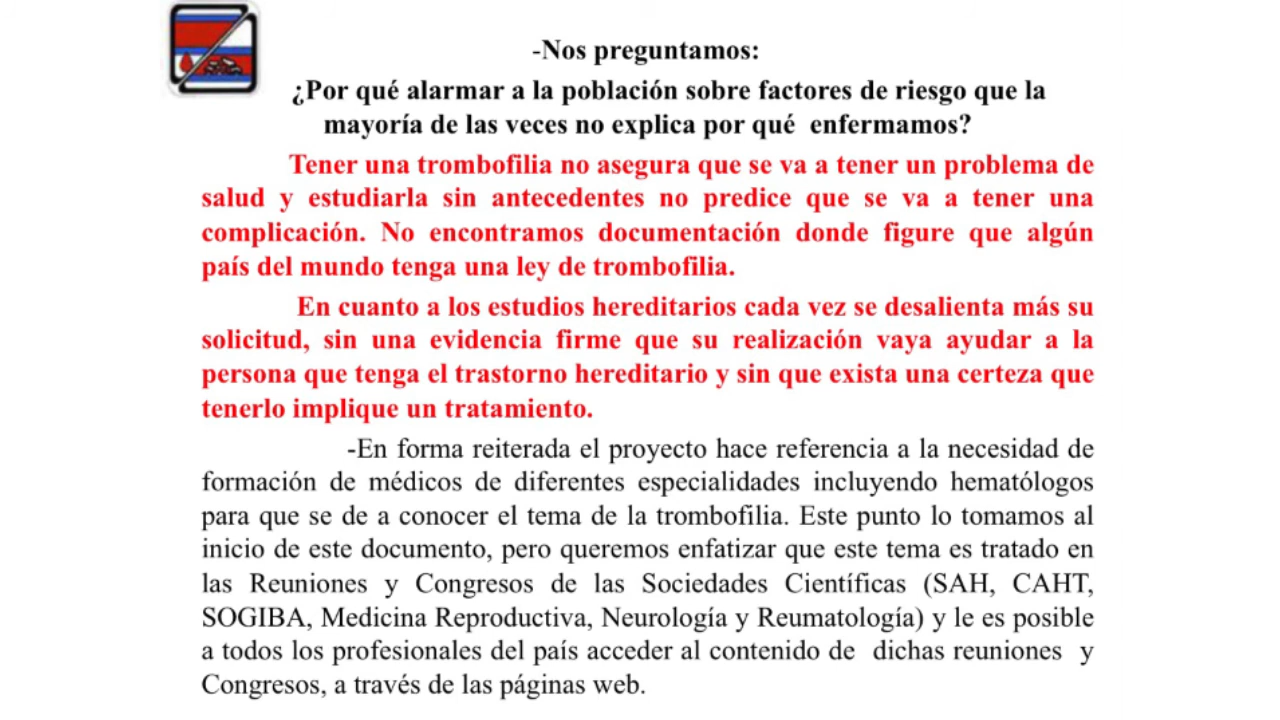 -Nos preguntamos:
¿Por qué alarmar a la población sobre factores de riesgo que la
mayoría de las veces no explica por qué  enfermamos?
Tener una trombofilia no asegura que se va a tener un problema de
salud y estudiarla sin antecedentes no predice que se va a tener una
complicación. No encontramos documentación donde figure que algún
país del mundo tenga una ley de trombofilia.
En cuanto a los estudios hereditarios cada vez se desalienta más su
solicitud, sin una evidencia firme que su realización vaya ayudar a la
persona que tenga el trastorno hereditario y sin que exista una certeza que
tenerlo implique un tratamiento.
-En forma reiterada el proyecto hace referencia a la necesidad de
formación de médicos de diferentes especialidades incluyendo hematólogos
para que se de a conocer el tema de la trombofilia. Este punto lo tomamos al
inicio de este documento, pero queremos enfatizar que este tema es tratado en
las Reuniones y Congresos de las Sociedades Científicas (SAH, CAHT,
SOGIBA, Medicina Reproductiva, Neurología y Reumatología) y le es posible
a todos los profesionales del país acceder al contenido de  dichas reuniones  y
Congresos, a través de las páginas web.